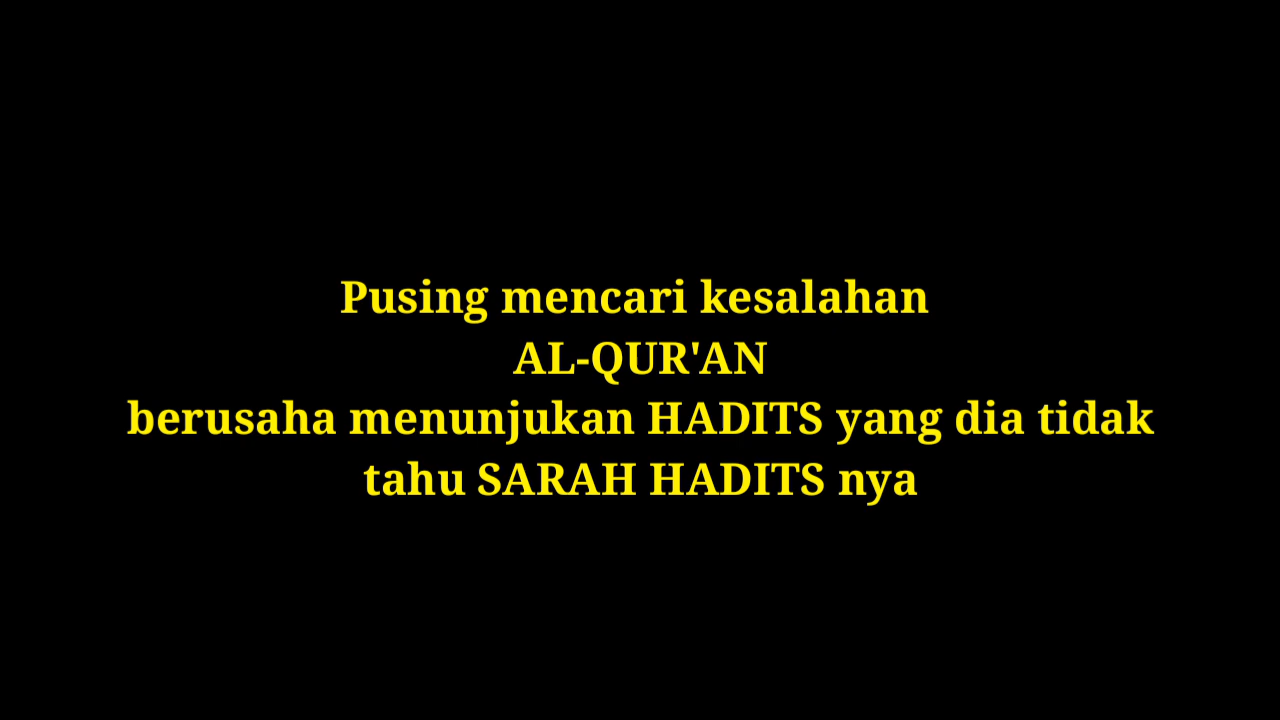 Pusing mencari kesalahan
AL-QUR'AN
berusaha menunjukan HADITS yang dia tidak
tahu SARAH HADITS nya